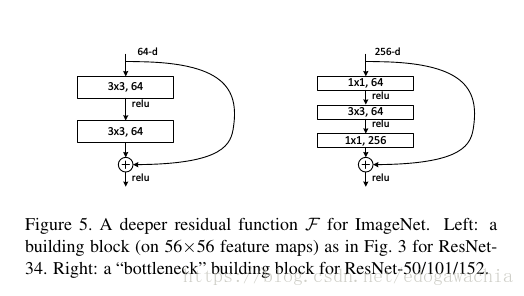 64-d
3x3, 64
relu
3x3, 64
relu
256-d
1x1, 64
relu
3x3, 64
relu
1x1, 256
relu
Figure 5. A deeper residual function F for ImageNet. Left: a
building block (on 56×56 feature maps) as in Fig. 3 for ResNet-
34. Right: a “bottleneck” building block for ResNet-50/101/152.
https://blog.csdn.net/edogawachia